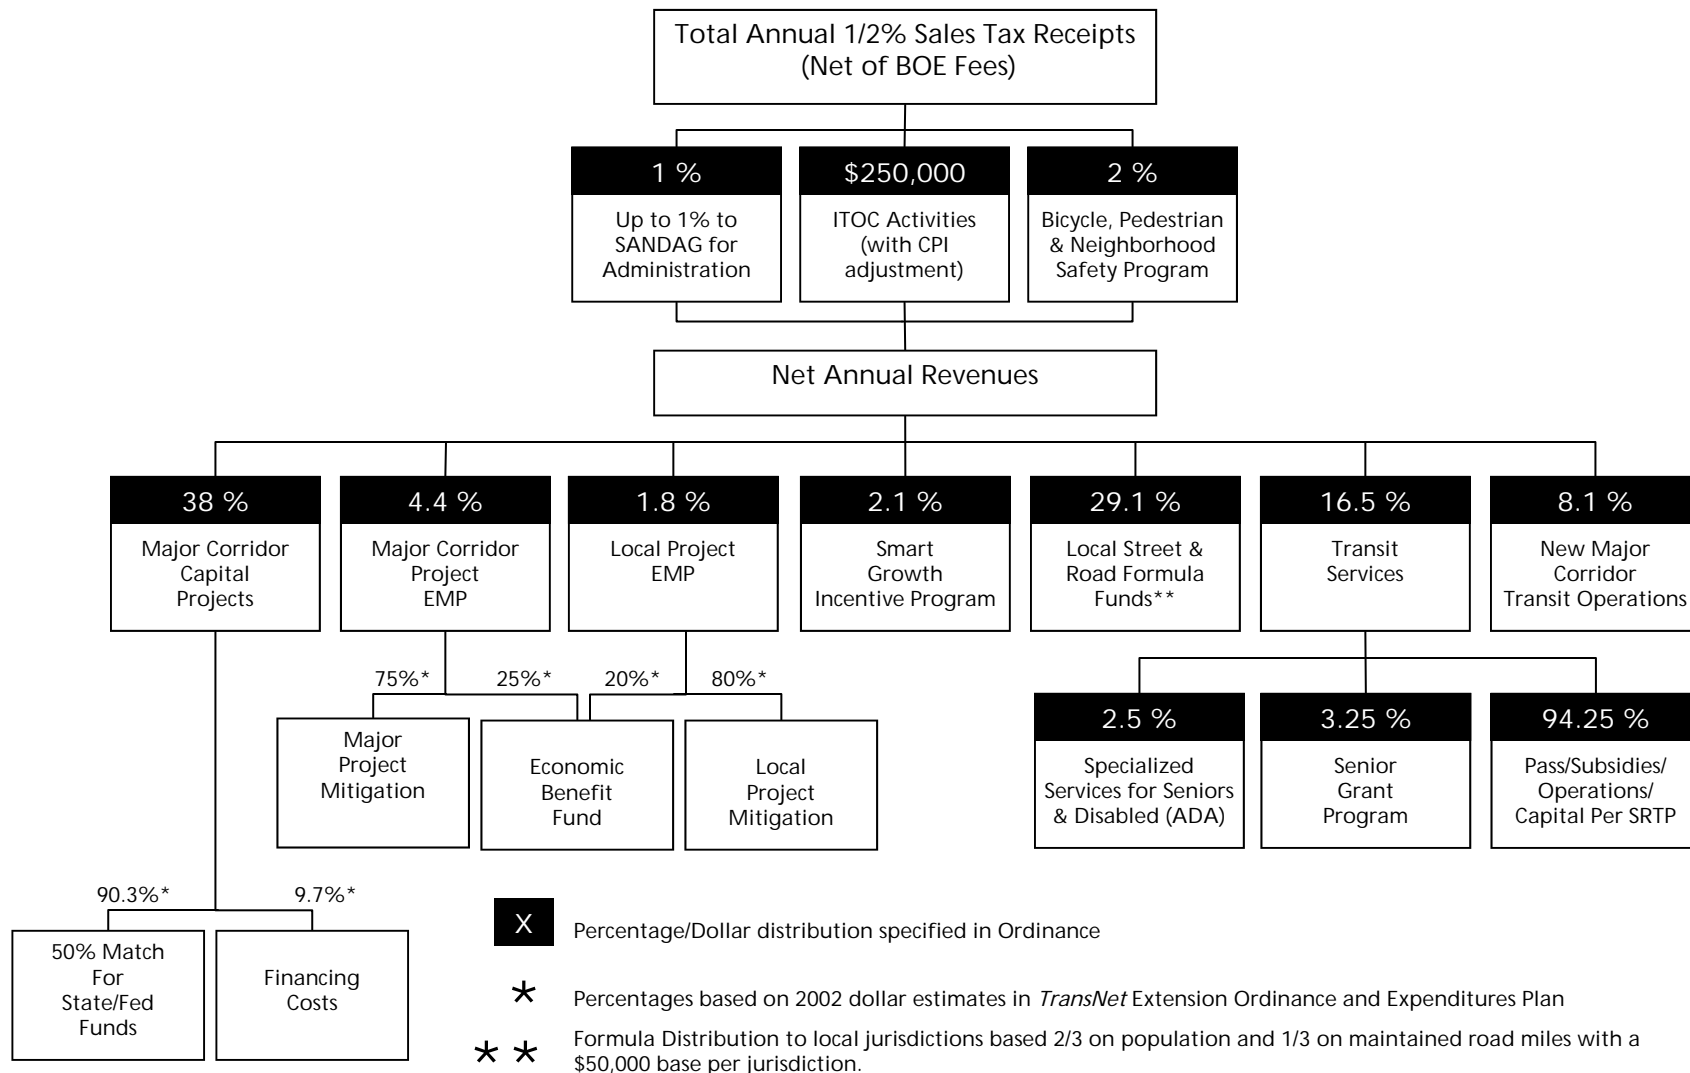 Total Annual 1/2% Sales Tax Receipts
(Net of BOE Fees)
1 %
Up to 1% to
SANDAG for
Administration
$250,000
ITOC Activities
(with CPI
adjustment)
2 %
Bicycle, Pedestrian
& Neighborhood
Safety Program
Net Annual Revenues
38 %
Major Corridor
Capital
Projects
4.4 %
Major Corridor
Project
EMP
1.8 %
Local Project
EMP
2.1 %
Smart
Growth
Incentive Program
29.1 %
Local Street &
Road Formula
Funds**
16.5 %
Transit
Services
8.1 %
New Major
Corridor
Transit Operations
75%*
25%*
20%*
80%*
Major
Project
Mitigation
Economic
Benefit
Fund
Local
Project
Mitigation
2.5 %
Specialized
Services for Seniors
& Disabled (ADA)
3.25 %
Senior
Grant
Program
94.25 %
Pass/Subsidies/
Operations/
Capital Per SRTP
90.3%*
9.7%*
50% Match
For
State/Fed
Funds
Financing
Costs
X Percentage/Dollar distribution specified in Ordinance
* Percentages based on 2002 dollar estimates in TransNet Extension Ordinance and Expenditures Plan
** Formula Distribution to local jurisdictions based 2/3 on population and 1/3 on maintained road miles with a
$50,000 base per jurisdiction.